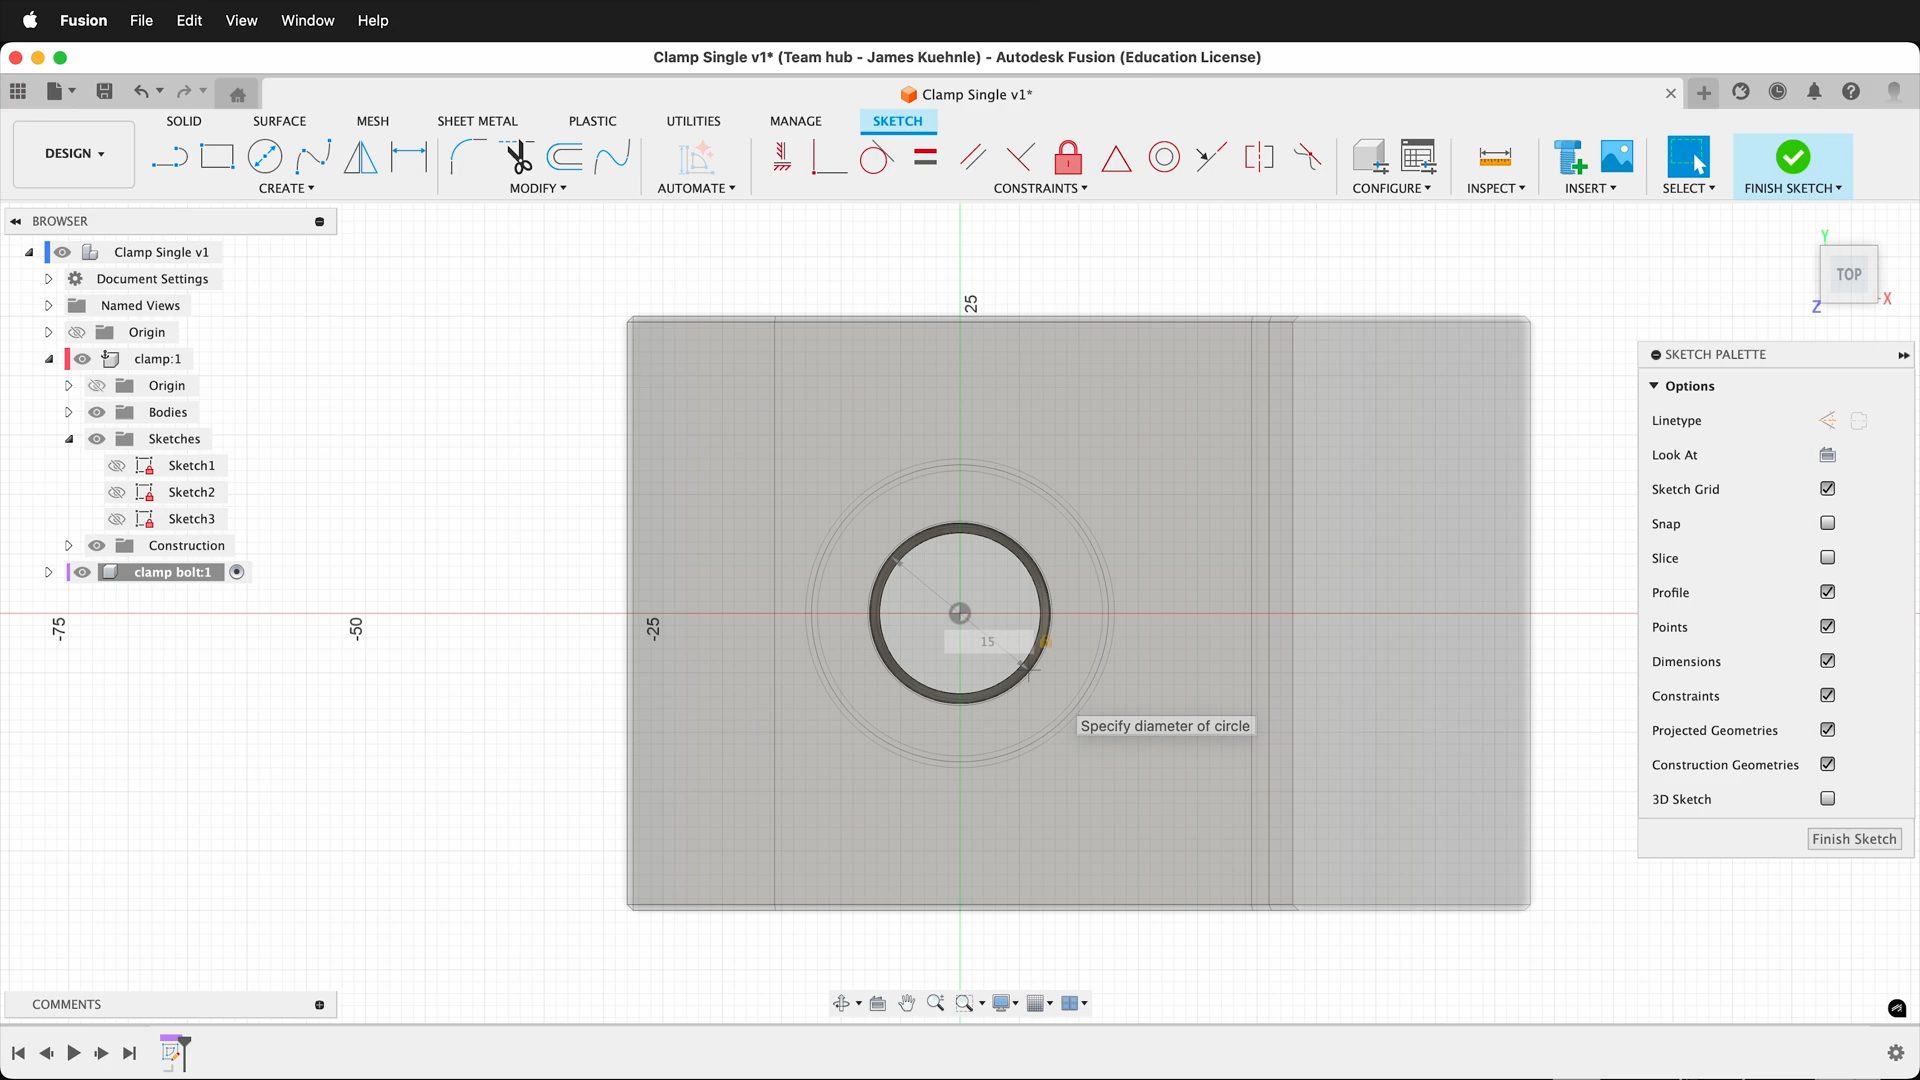 Fusion File Edit View Window Help
Clamp Single v1* (Team hub - James Kuehnle) - Autodesk Fusion (Education License)
Clamp Single v1*
SOLID SURFACE MESH SHEET METAL PLASTIC UTILITIES MANAGE SKETCH
DESIGN
CREATE MODIFY AUTOMATE CONSTRAINTS CONFIGURE INSPECT INSERT SELECT FINISH SKETCH
BROWSER
Clamp Single v1
Document Settings
Named Views
Origin
clamp:1
Origin
Bodies
Sketches
Sketch1
Sketch2
Sketch3
Construction
clamp bolt:1
25
-75
-50
-25
15
Specify diameter of circle
Y
TOP
X
Z
SKETCH PALETTE
Options
Linetype
Look At
Sketch Grid
Snap
Slice
Profile
Points
Dimensions
Constraints
Projected Geometries
Construction Geometries
3D Sketch
Finish Sketch
COMMENTS